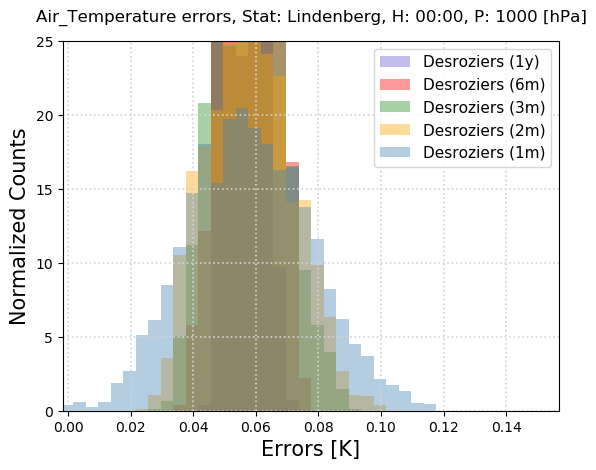 Air_Temperature errors, Stat: Lindenberg, H: 00:00, P: 1000 [hPa]
25
20
15
10
5
0
Normalized Counts
Desroziers (1y)
Desroziers (6m)
Desroziers (3m)
Desroziers (2m)
Desroziers (1m)
0.00 0.02 0.04 0.06 0.08 0.10 0.12 0.14
Errors [K]